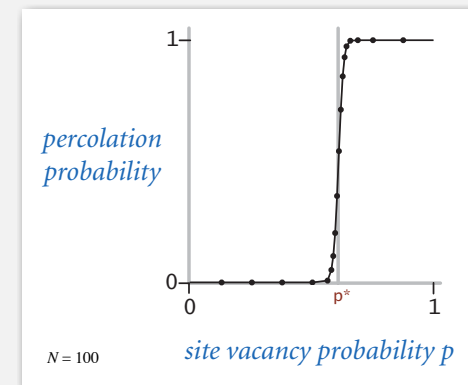 1
percolation
probability
0
p*
0
1
site vacancy probability p
N = 100